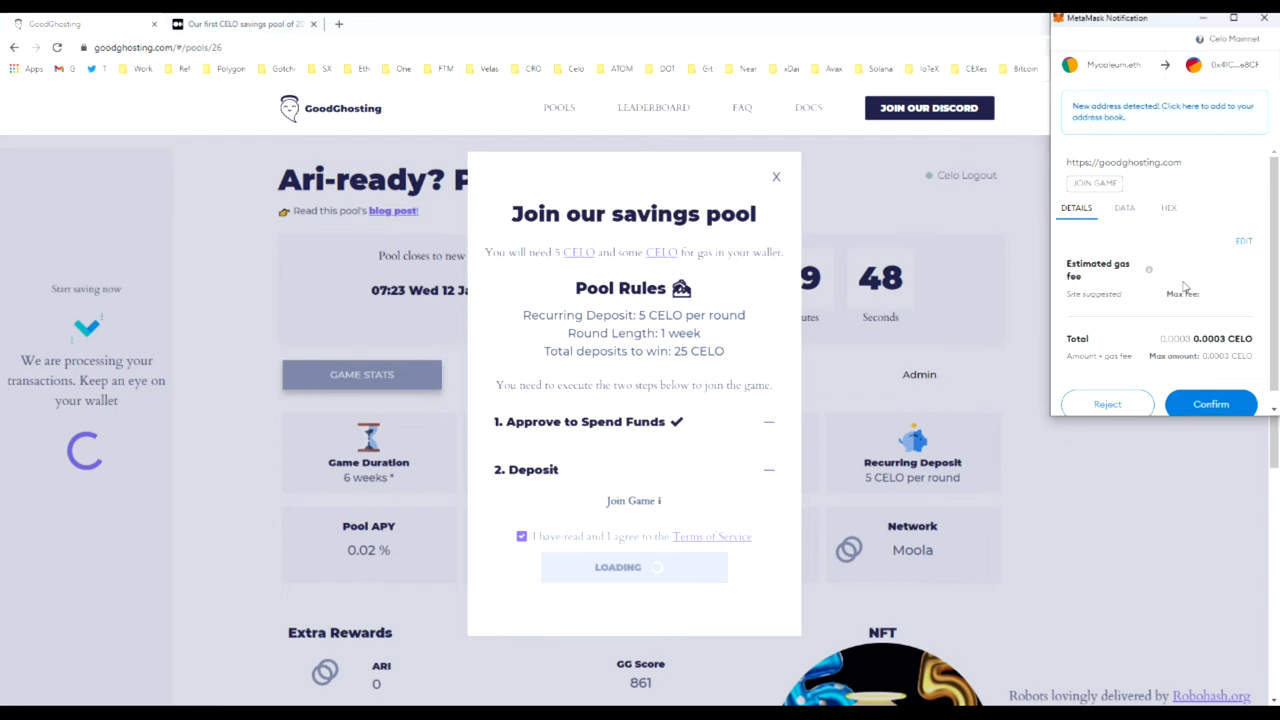 GoodGhosting
Our first CELO savings pool of 20
goodghosting.com/#/pools/26
Apps
G
T
Work
Ref
Polygon
Gotch
SX
Eth
One
FTM
Velas
CRO
Celo
ATOM
DOT
Git
Near
xDai
Avax
Solana
IoTeX
CEXes
Bitcoin
GoodGhosting
POOLS
LEADERBOARD
FAQ
DOCS
JOIN OUR DISCORD
Ari-ready? P
Celo Logout
Read this pool's blog post!
Pool closes to new
07:23 Wed 12 Ja
9
48
utes
Seconds
Start saving now
We are processing your
transactions. Keep an eye on
your wallet
GAME STATS
Admin
Game Duration
6 weeks *
Recurring Deposit
5 CELO per round
Pool APY
0.02 %
Network
Moola
Extra Rewards
ARI
0
GG Score
861
NFT
Robots lovingly delivered by Robohash.org
X
Join our savings pool
You will need 5 CELO and some CELO for gas in your wallet.
Pool Rules
Recurring Deposit: 5 CELO per round
Round Length: 1 week
Total deposits to win: 25 CELO
You need to execute the two steps below to join the game.
1. Approve to Spend Funds ✔
2. Deposit
Join Game ℹ
I have read and I agree to the Terms of Service
LOADING
MetaMask Notification
Celo Mainnet
Mycaleum.eth
0x41C...e8CF
New address detected! Click here to add to your
address book.
https://goodghosting.com
JOIN GAME
DETAILS
DATA
HEX
EDIT
Estimated gas
fee
Site suggested
Max fee:
Total
0.0003 0.0003 CELO
Amount + gas fee
Max amount: 0.0003 CELO
Reject
Confirm